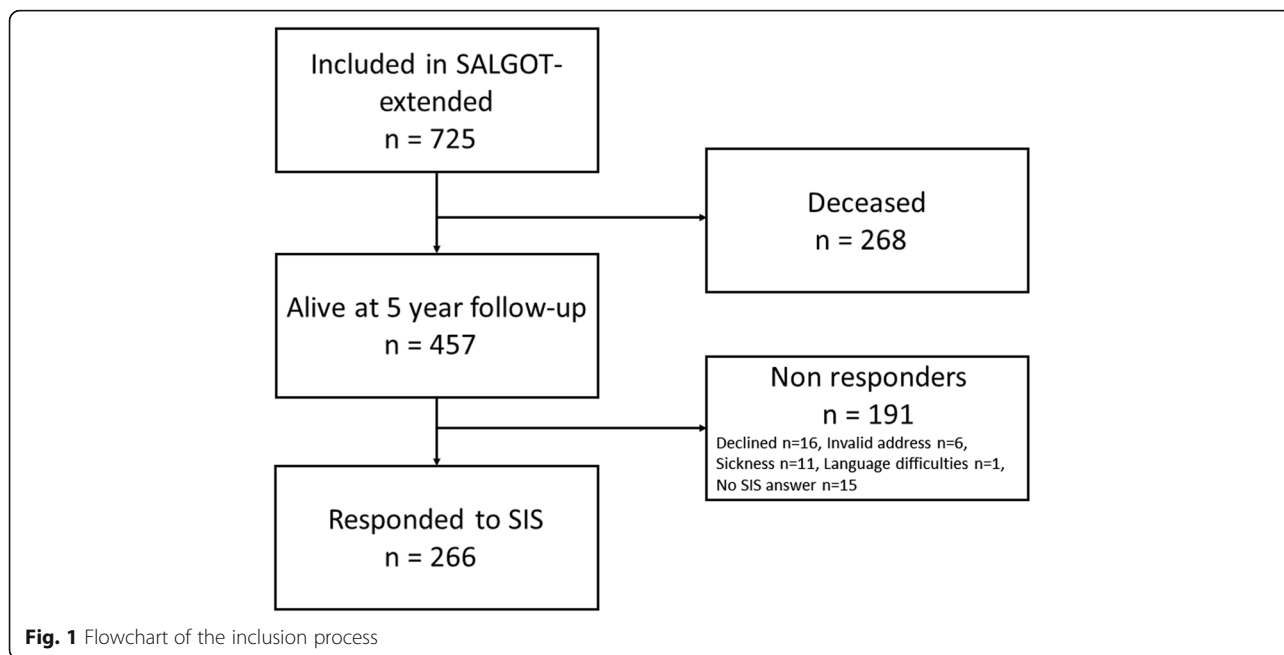 Included in SALGOT-
extended
n = 725
Deceased
n = 268
Alive at 5 year follow-up
n = 457
Non responders
n = 191
Declined n=16, Invalid address n=6,
Sickness n=11, Language difficulties n=1,
No SIS answer n=15
Responded to SIS
n = 266
Fig. 1 Flowchart of the inclusion process